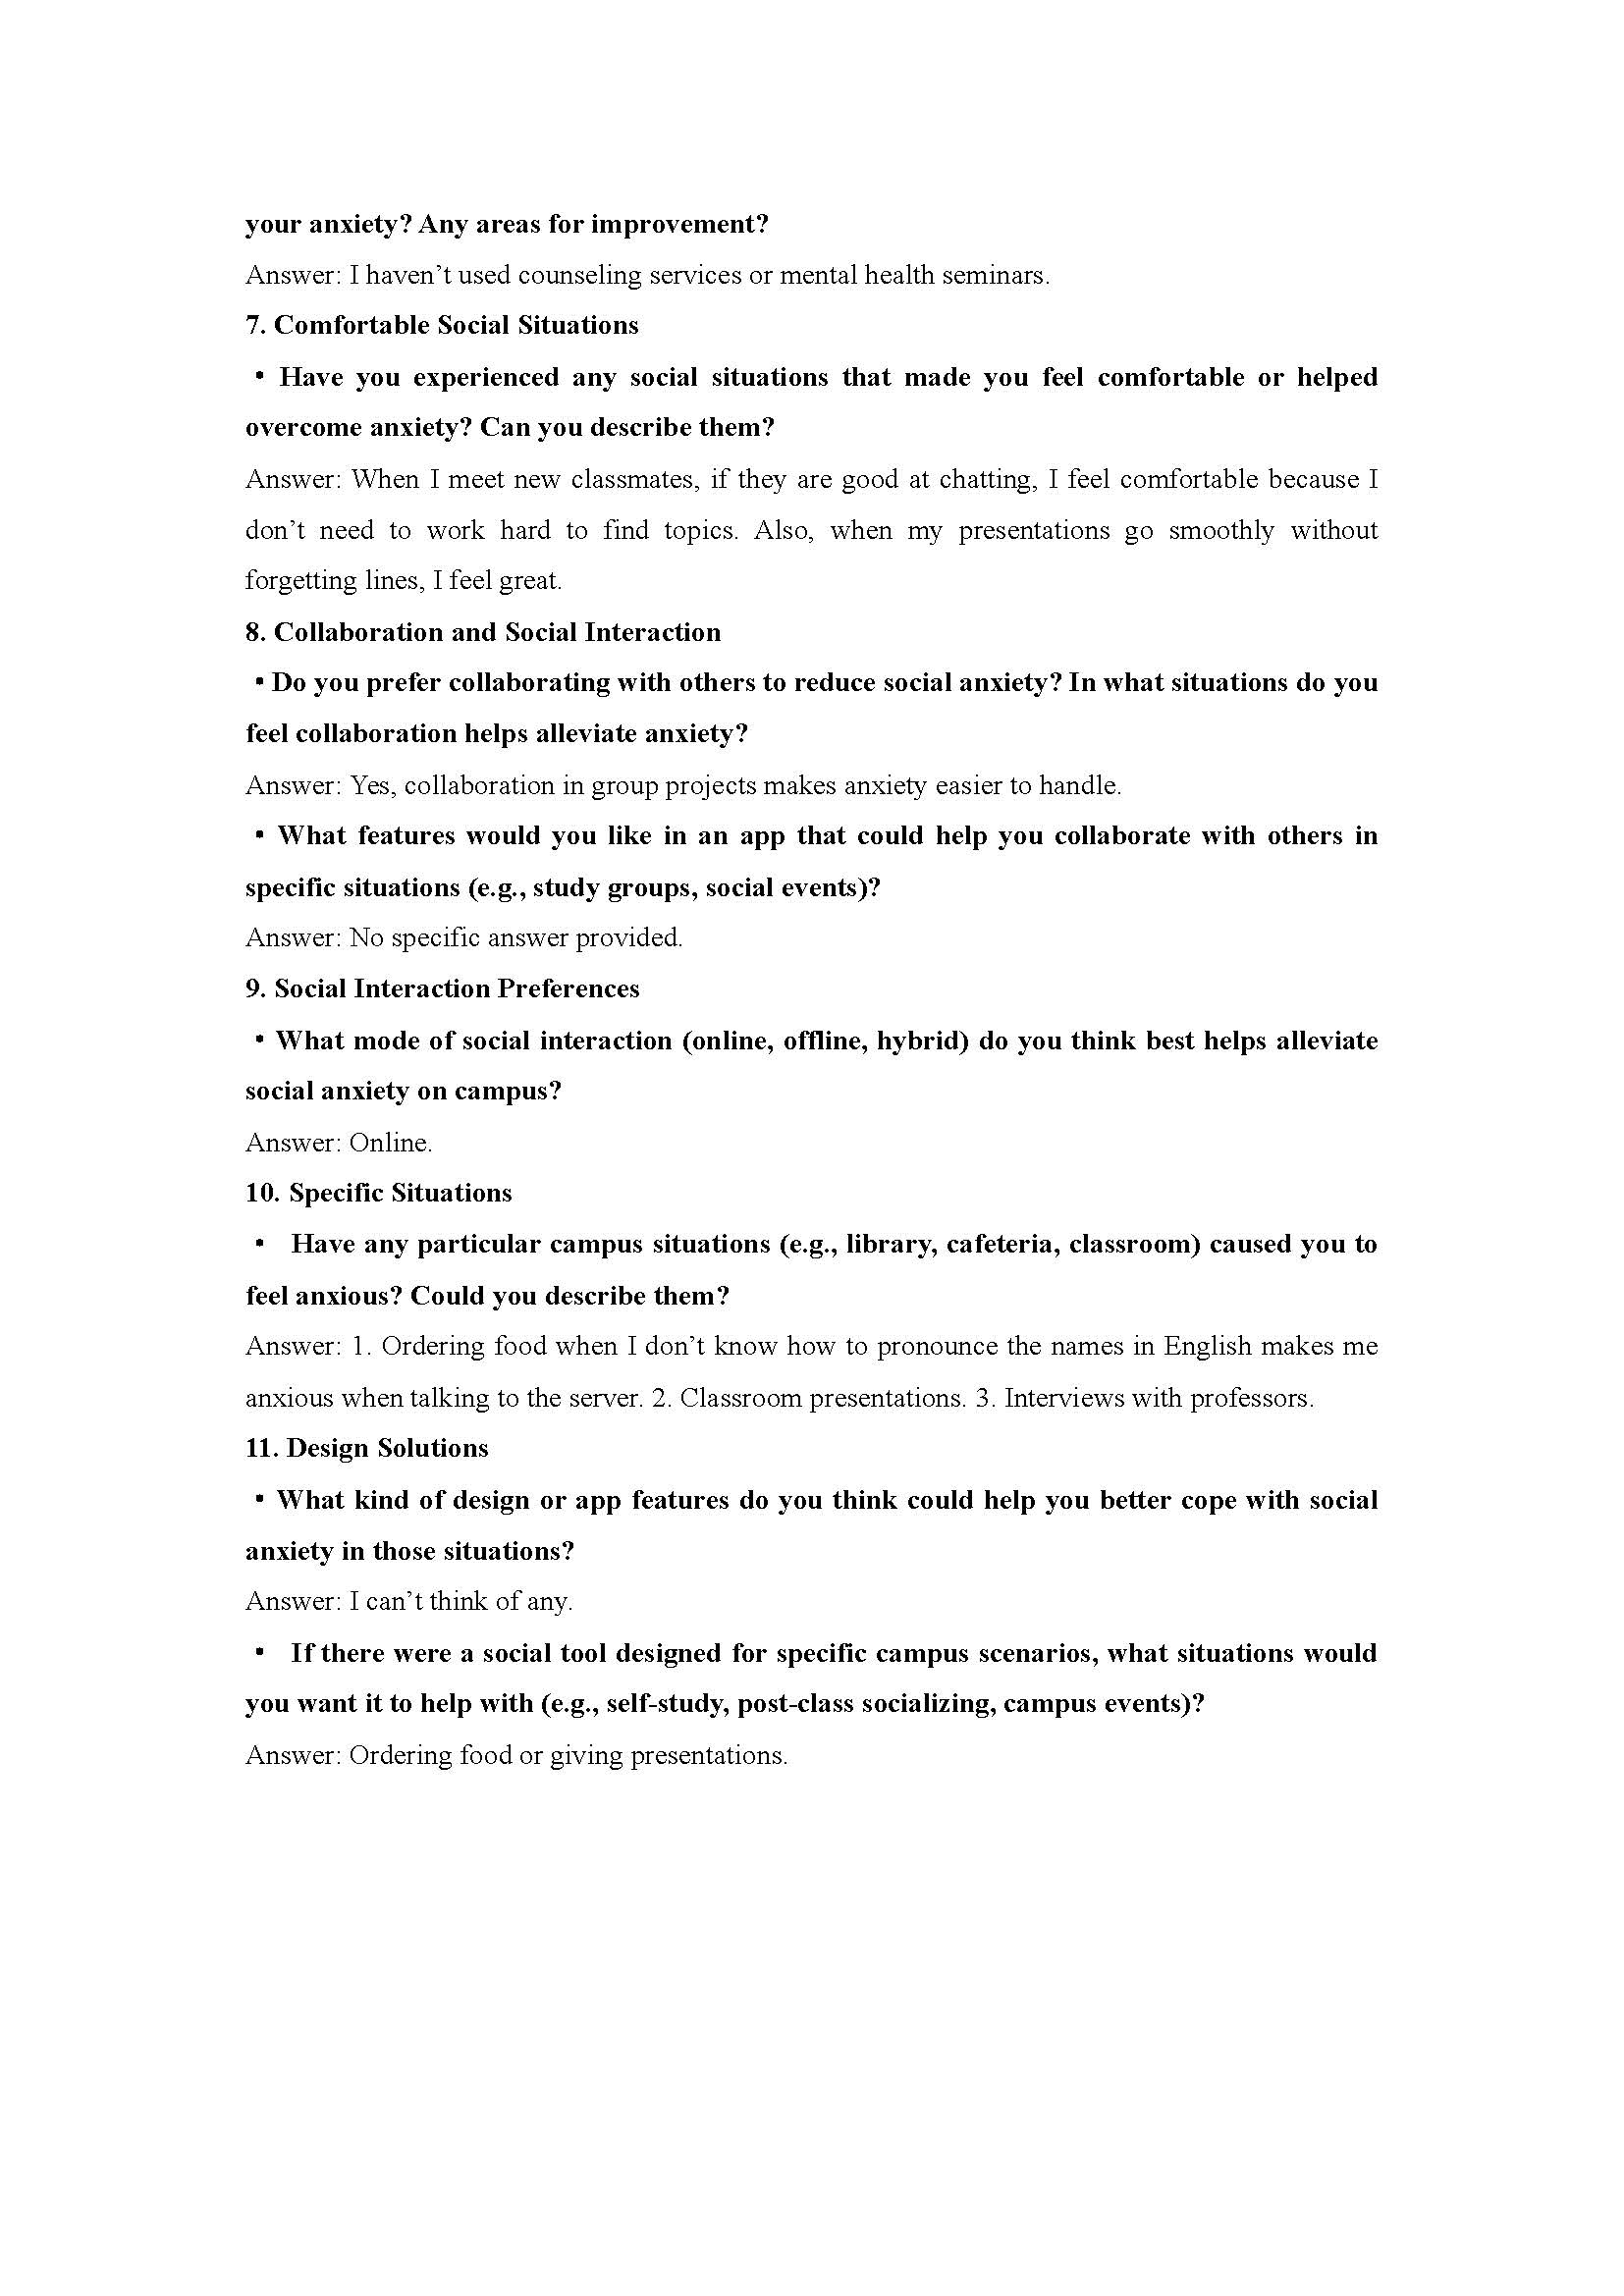 your anxiety? Any areas for improvement?
Answer: I haven’t used counseling services or mental health seminars.
7. Comfortable Social Situations
• Have you experienced any social situations that made you feel comfortable or helped
overcome anxiety? Can you describe them?
Answer: When I meet new classmates, if they are good at chatting, I feel comfortable because I
don’t need to work hard to find topics. Also, when my presentations go smoothly without
forgetting lines, I feel great.
8. Collaboration and Social Interaction
• Do you prefer collaborating with others to reduce social anxiety? In what situations do you
feel collaboration helps alleviate anxiety?
Answer: Yes, collaboration in group projects makes anxiety easier to handle.
• What features would you like in an app that could help you collaborate with others in
specific situations (e.g., study groups, social events)?
Answer: No specific answer provided.
9. Social Interaction Preferences
• What mode of social interaction (online, offline, hybrid) do you think best helps alleviate
social anxiety on campus?
Answer: Online.
10. Specific Situations
• Have any particular campus situations (e.g., library, cafeteria, classroom) caused you to
feel anxious? Could you describe them?
Answer: 1. Ordering food when I don’t know how to pronounce the names in English makes me
anxious when talking to the server. 2. Classroom presentations. 3. Interviews with professors.
11. Design Solutions
• What kind of design or app features do you think could help you better cope with social
anxiety in those situations?
Answer: I can’t think of any.
• If there were a social tool designed for specific campus scenarios, what situations would
you want it to help with (e.g., self-study, post-class socializing, campus events)?
Answer: Ordering food or giving presentations.